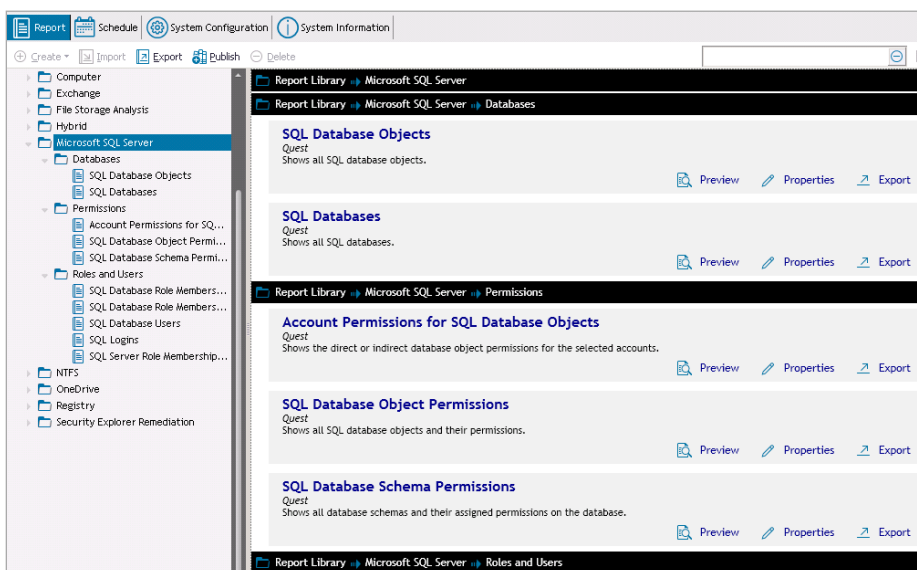 Report Schedule System Configuration System Information
Create Import Export Publish Delete
Computer
Exchange
File Storage Analysis
Hybrid
Microsoft SQL Server
Databases
SQL Database Objects
SQL Databases
Permissions
Account Permissions for SQ...
SQL Database Object Permi...
SQL Database Schema Permi...
Roles and Users
SQL Database Role Members...
SQL Database Role Members...
SQL Database Users
SQL Logins
SQL Server Role Membership...
NTFS
OneDrive
Registry
Security Explorer Remediation
Report Library Microsoft SQL Server
Report Library Microsoft SQL Server Databases
SQL Database Objects
Quest
Shows all SQL database objects.
Preview Properties Export
SQL Databases
Quest
Shows all SQL databases.
Preview Properties Export
Report Library Microsoft SQL Server Permissions
Account Permissions for SQL Database Objects
Quest
Shows the direct or indirect database object permissions for the selected accounts.
Preview Properties Export
SQL Database Object Permissions
Quest
Shows all SQL database objects and their permissions.
Preview Properties Export
SQL Database Schema Permissions
Quest
Shows all database schemas and their assigned permissions on the database.
Preview Properties Export
Report Library Microsoft SQL Server Roles and Users